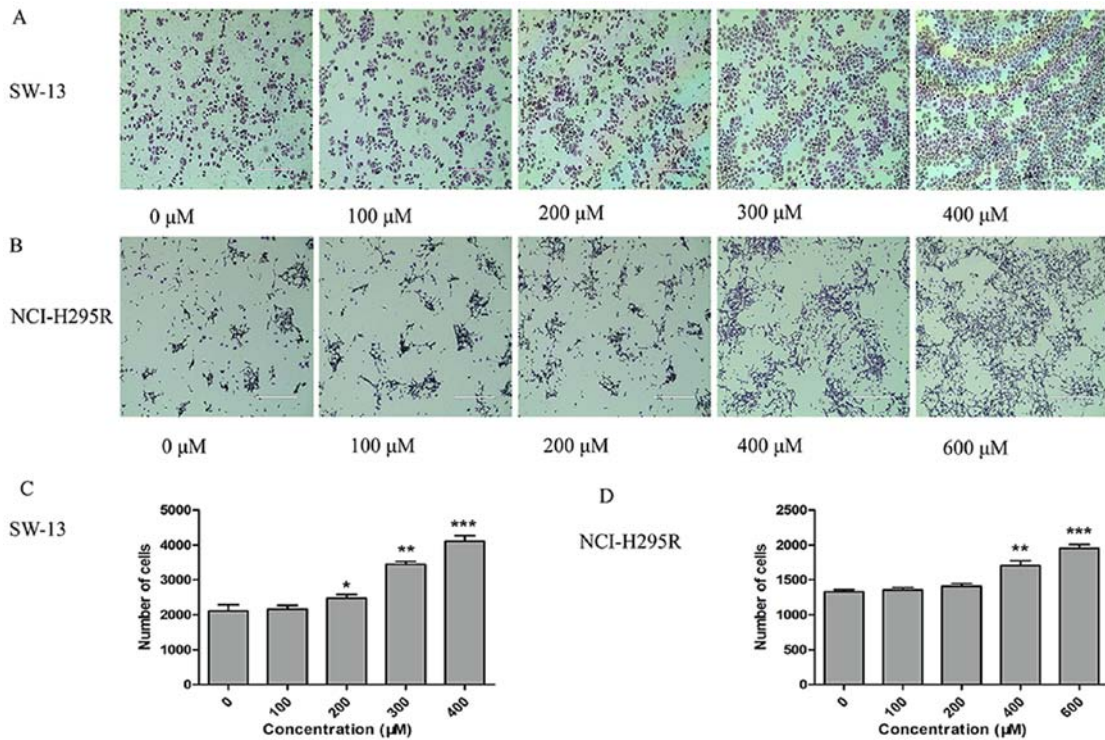 A
SW-13
0 μM 100 μM 200 μM 300 μM 400 μM
B
NCI-H295R
0 μM 100 μM 200 μM 400 μM 600 μM
C
SW-13
Number of cells
5000
4000
3000
2000
1000
0
* ** ***
0 100 200 300 400
Concentration (μM)
D
NCI-H295R
Number of cells
2500
2000
1500
1000
500
0
** ***
0 100 200 400 600
Concentration (μM)